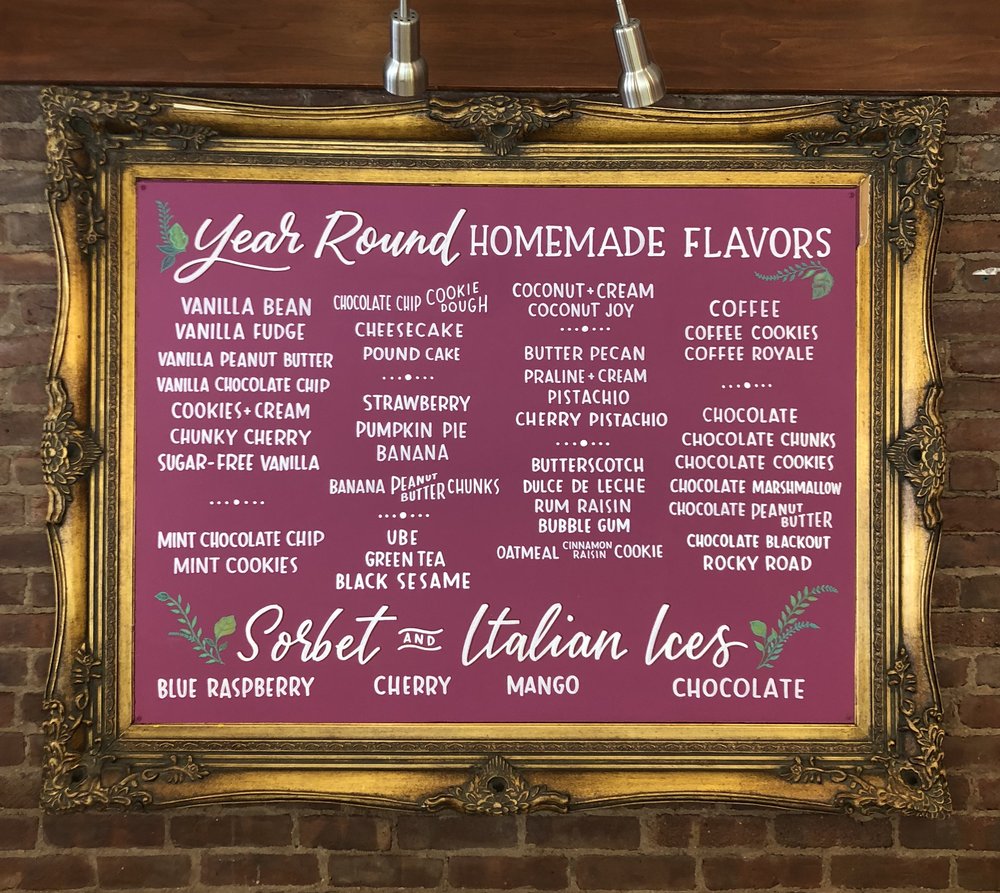 Year Round HOMEMADE FLAVORS
VANILLA BEAN
VANILLA FUDGE
VANILLA PEANUT BUTTER
VANILLA CHOCOLATE CHIP
COOKIES+CREAM
CHUNKY CHERRY
SUGAR-FREE VANILLA
MINT CHOCOLATE CHIP
MINT COOKIES
CHOCOLATE CHIP COOKIE DOUGH
CHEESECAKE
POUND CAKE
STRAWBERRY
PUMPKIN PIE
BANANA
BANANA PEANUT BUTTER CHUNKS
UBE
GREEN TEA
BLACK SESAME
COCONUT+CREAM
COCONUT JOY
BUTTER PECAN
PRALINE+CREAM
PISTACHIO
CHERRY PISTACHIO
BUTTERSCOTCH
DULCE DE LECHE
RUM RAISIN
BUBBLE GUM
OATMEAL CINNAMON RAISIN COOKIE
COFFEE
COFFEE COOKIES
COFFEE ROYALE
CHOCOLATE
CHOCOLATE CHUNKS
CHOCOLATE COOKIES
CHOCOLATE MARSHMALLOW
CHOCOLATE PEANUT BUTTER
CHOCOLATE BLACKOUT
ROCKY ROAD
Sorbet AND Italian Ices
BLUE RASPBERRY CHERRY MANGO CHOCOLATE